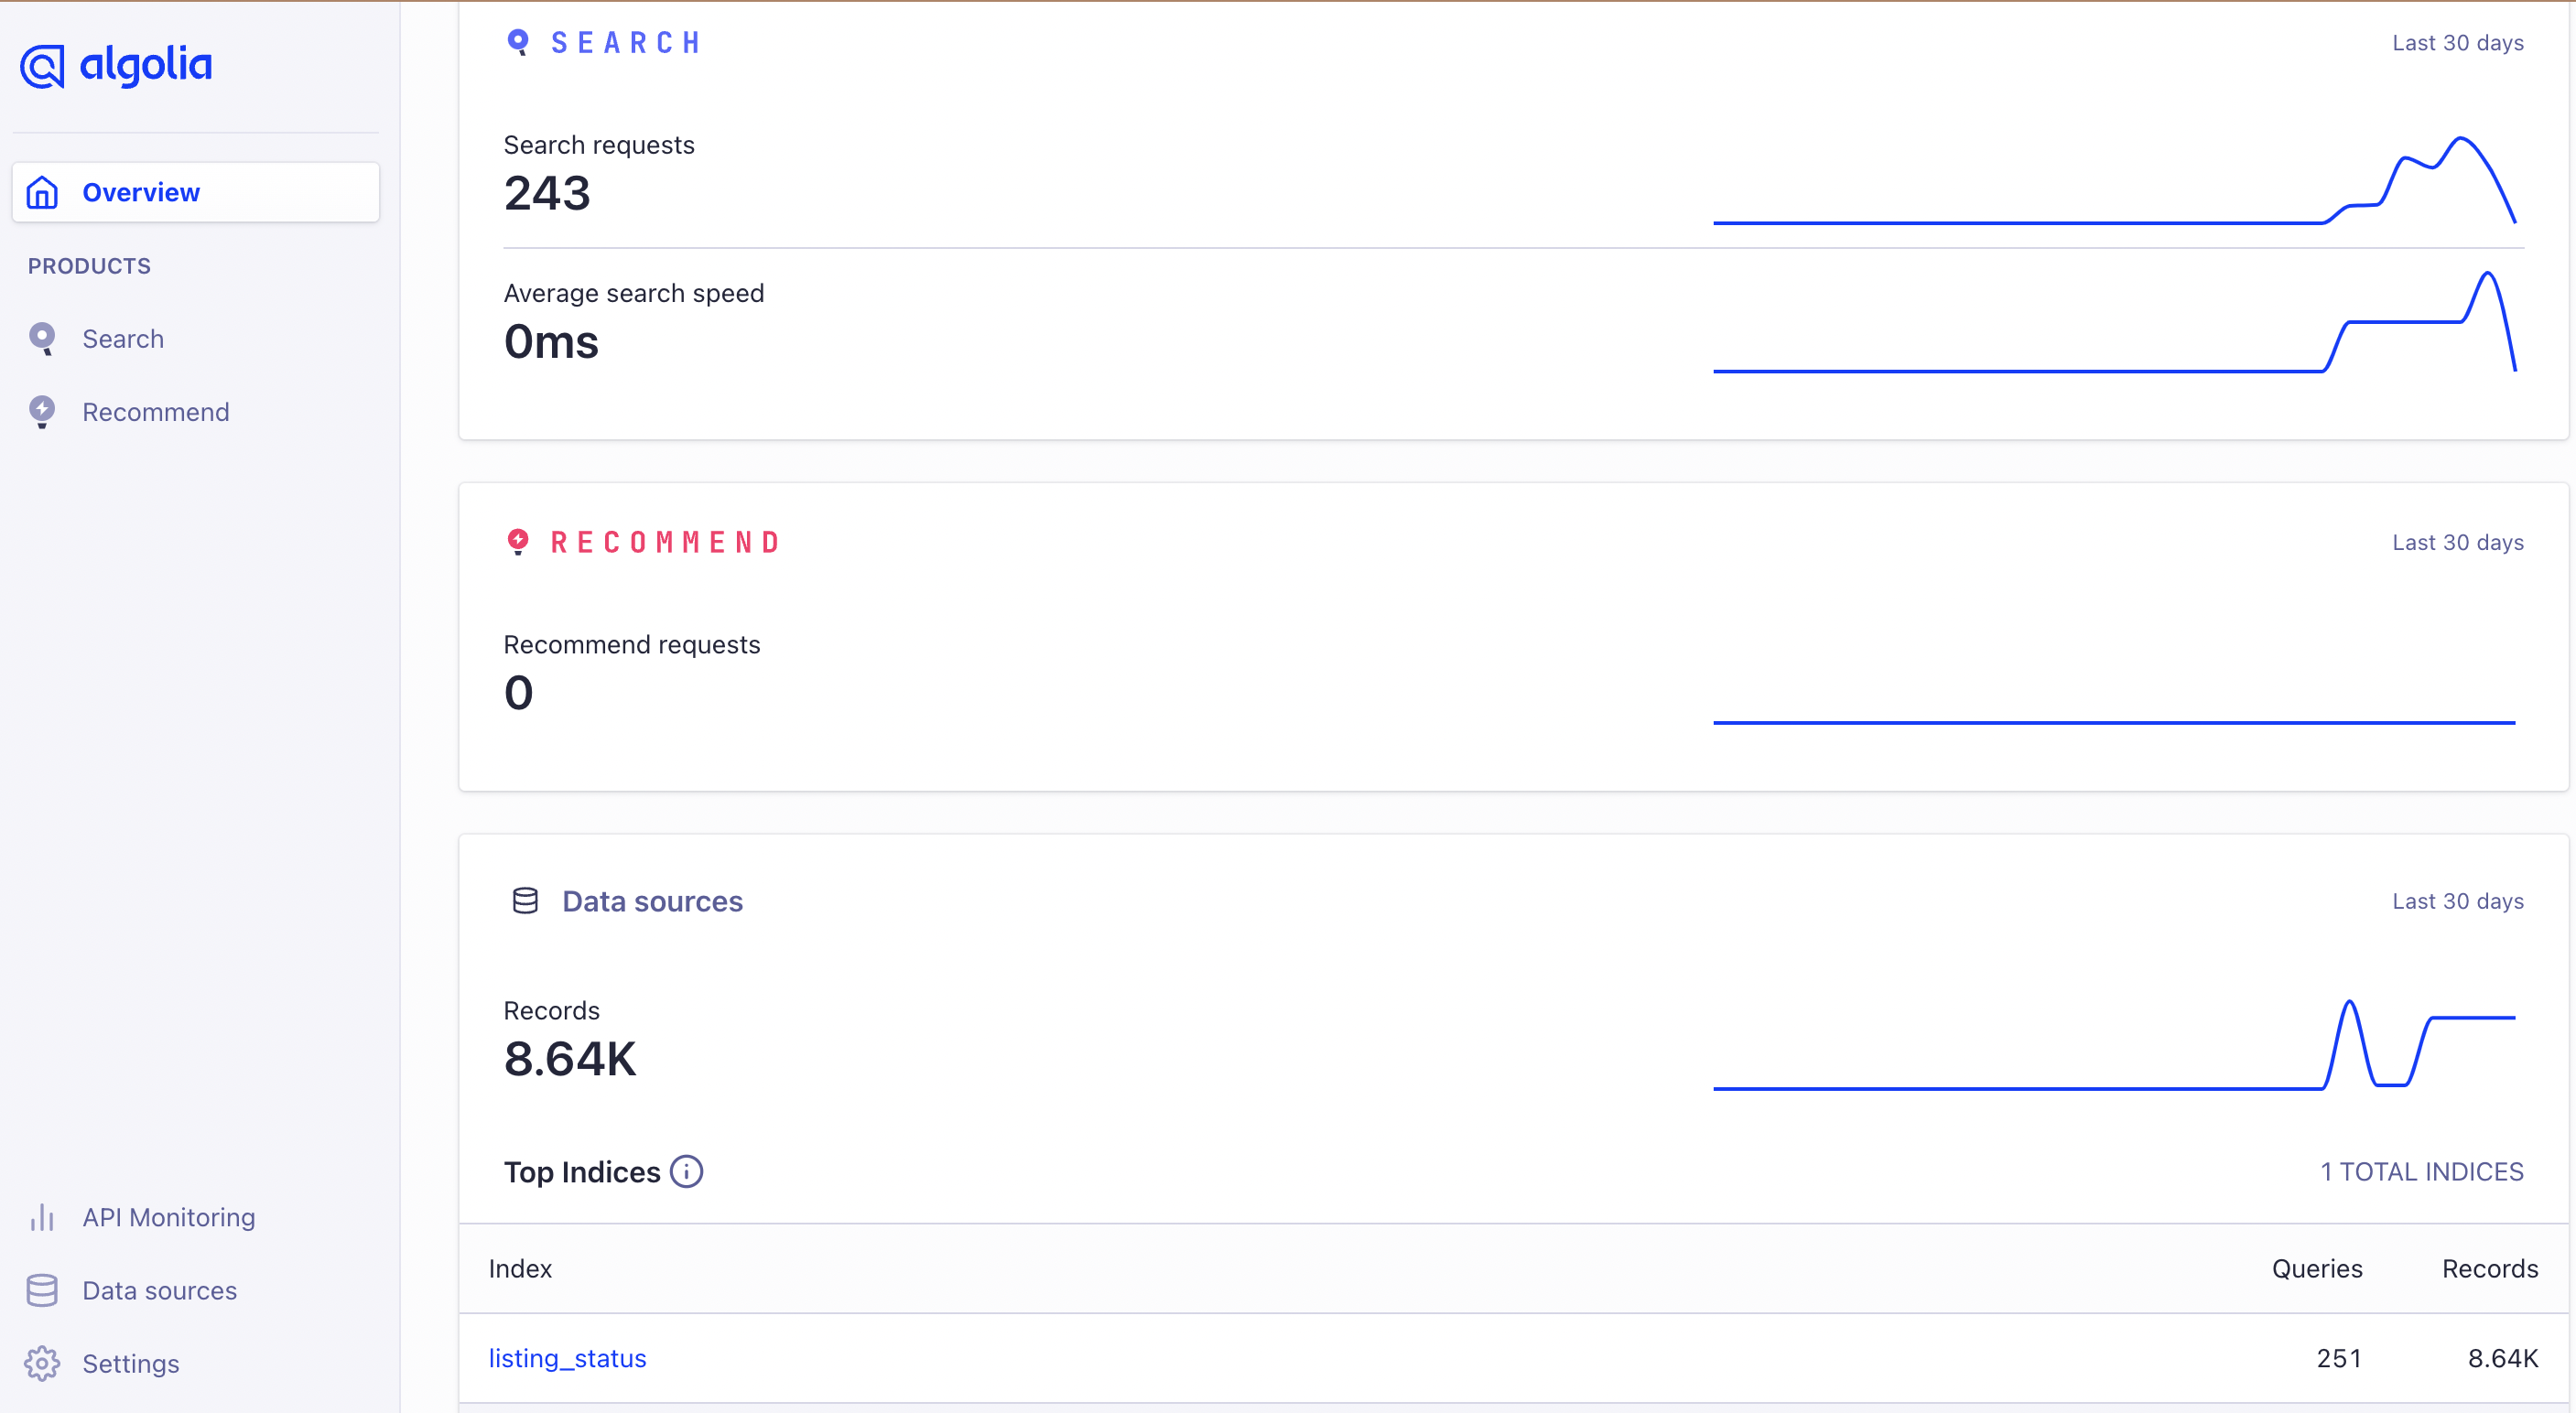 algolia
Overview
PRODUCTS
Search
Recommend
API Monitoring
Data sources
Settings
SEARCH
Last 30 days
Search requests
243
Average search speed
0ms
RECOMMEND
Last 30 days
Recommend requests
0
Data sources
Last 30 days
Records
8.64K
Top Indices
1 TOTAL INDICES
Index Queries Records
listing_status 251 8.64K